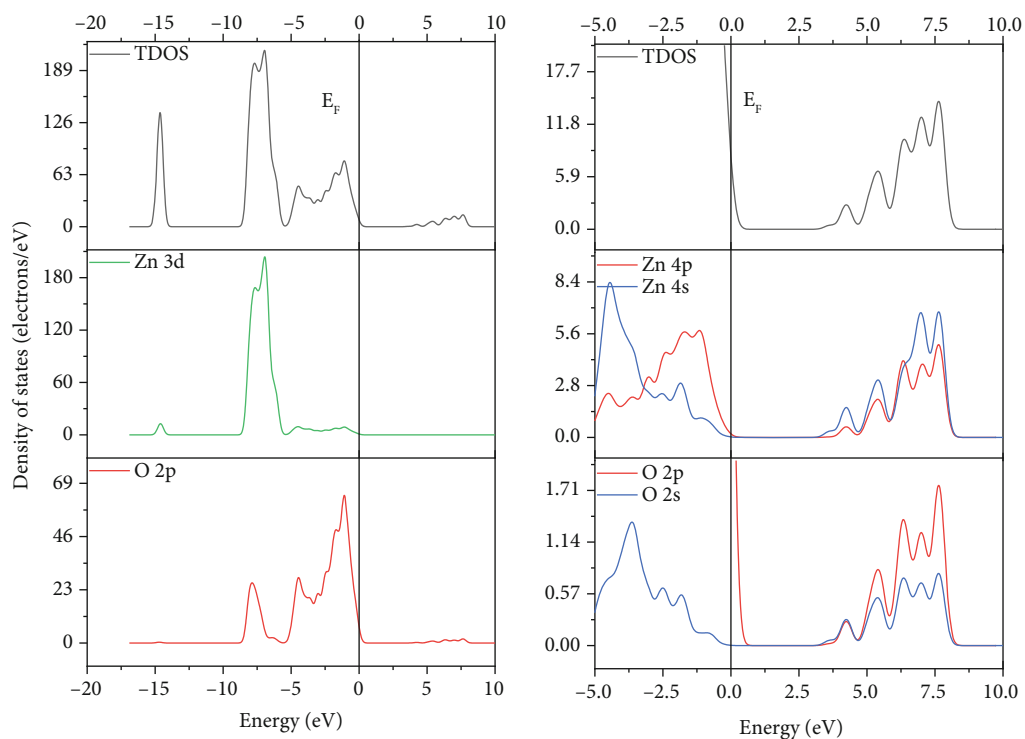 −20 −15 −10 −5 0 5 10
TDOS
E_F
189
126
63
0
Zn 3d
180
120
60
0
O 2p
69
46
23
0
−20 −15 −10 −5 0 5 10
Energy (eV)
Density of states (electrons/eV)
−5.0 −2.5 0.0 2.5 5.0 7.5 10.0
TDOS
E_F
17.7
11.8
5.9
0.0
Zn 4p
Zn 4s
8.4
5.6
2.8
0.0
O 2p
O 2s
1.71
1.14
0.57
0.00
−5.0 −2.5 0.0 2.5 5.0 7.5 10.0
Energy (eV)